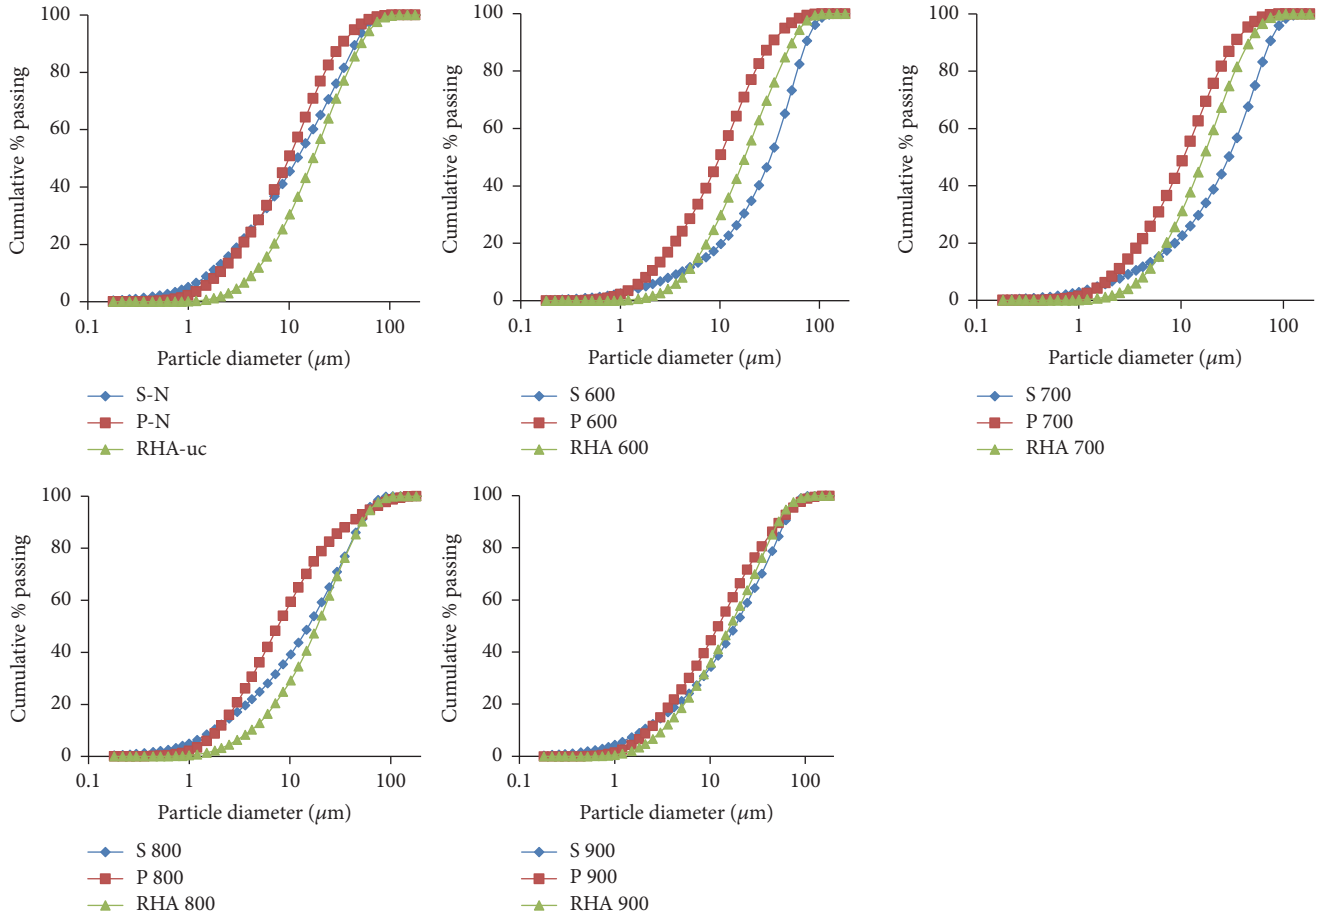 Cumulative % passing
100
80
60
40
20
0
0.1 1 10 100
Particle diameter (μm)
S-N
P-N
RHA-uc
Cumulative % passing
100
80
60
40
20
0
0.1 1 10 100
Particle diameter (μm)
S 600
P 600
RHA 600
Cumulative % passing
100
80
60
40
20
0
0.1 1 10 100
Particle diameter (μm)
S 700
P 700
RHA 700
Cumulative % passing
100
80
60
40
20
0
0.1 1 10 100
Particle diameter (μm)
S 800
P 800
RHA 800
Cumulative % passing
100
80
60
40
20
0
0.1 1 10 100
Particle diameter (μm)
S 900
P 900
RHA 900